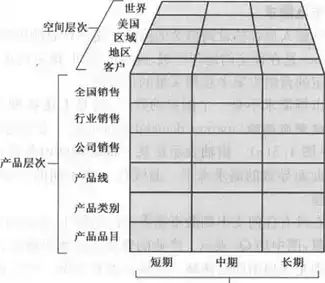 世界
美国
空间层次
区域
地区
客户
全国销售
行业销售
公司销售
产品层次
产品线
产品类别
产品品目
短期
中期
长期